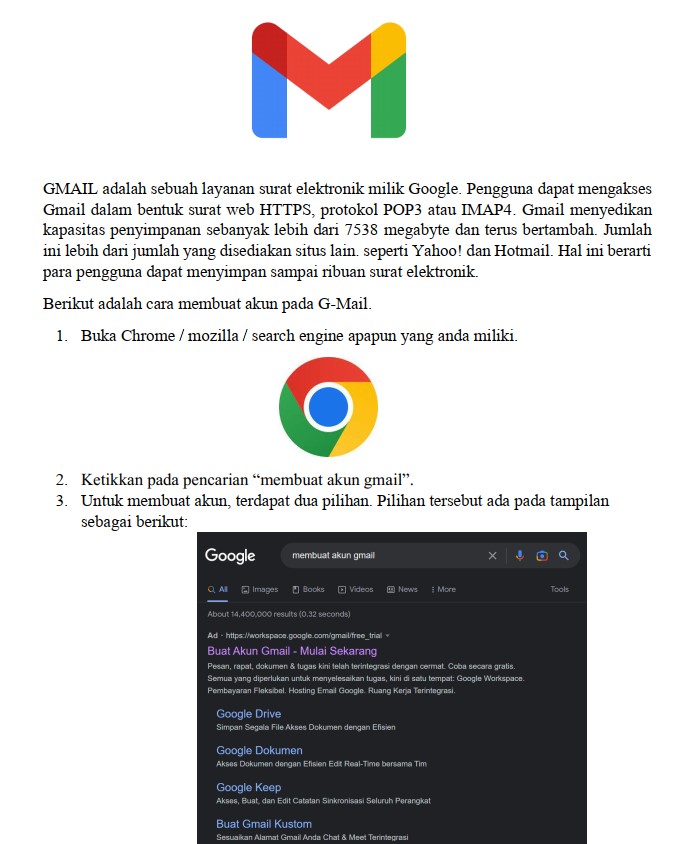 GMAIL adalah sebuah layanan surat elektronik milik Google. Pengguna dapat mengakses
Gmail dalam bentuk surat web HTTPS, protokol POP3 atau IMAP4. Gmail menyedikan
kapasitas penyimpanan sebanyak lebih dari 7538 megabyte dan terus bertambah. Jumlah
ini lebih dari jumlah yang disediakan situs lain. seperti Yahoo! dan Hotmail. Hal ini berarti
para pengguna dapat menyimpan sampai ribuan surat elektronik.
Berikut adalah cara membuat akun pada G-Mail.
1. Buka Chrome / mozilla / search engine apapun yang anda miliki.
2. Ketikkan pada pencarian “membuat akun gmail”.
3. Untuk membuat akun, terdapat dua pilihan. Pilihan tersebut ada pada tampilan
sebagai berikut:
Google membuat akun gmail
All Images Books Videos News More Tools
About 14,400,000 results (0.32 seconds)
Ad · https://workspace.google.com/gmail/free_trial
Buat Akun Gmail - Mulai Sekarang
Pesan, rapat, dokumen & tugas kini telah terintegrasi dengan cermat. Coba secara gratis.
Semua yang diperlukan untuk menyelesaikan tugas, kini di satu tempat: Google Workspace.
Pembayaran Fleksibel. Hosting Email Google. Ruang Kerja Terintegrasi.
Google Drive
Simpan Segala File Akses Dokumen dengan Efisien
Google Dokumen
Akses Dokumen dengan Efisien Edit Real-Time bersama Tim
Google Keep
Akses, Buat, dan Edit Catatan Sinkronisasi Seluruh Perangkat
Buat Gmail Kustom
Sesuaikan Alamat Gmail Anda Chat & Meet Terintegrasi